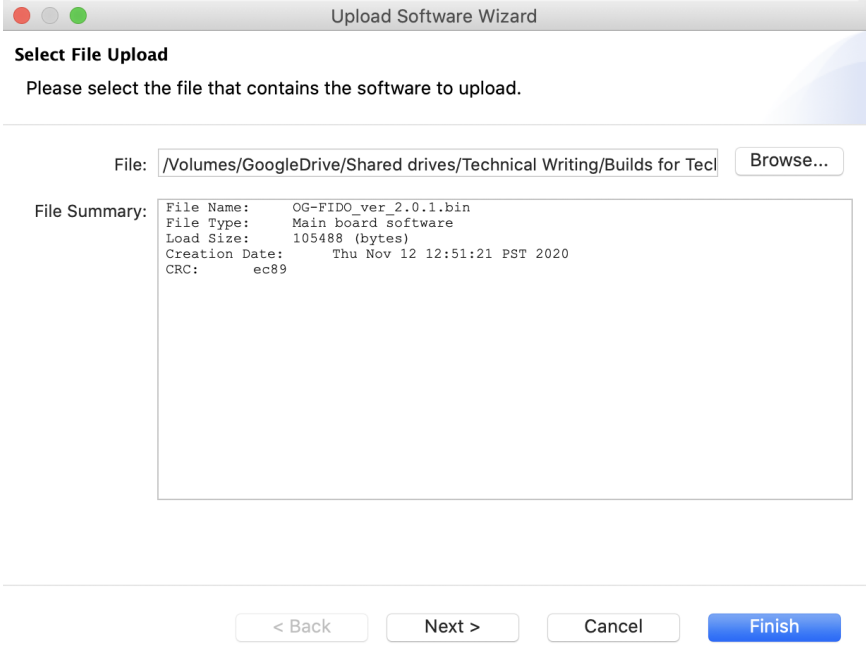 Upload Software Wizard
Select File Upload
Please select the file that contains the software to upload.
File: /Volumes/GoogleDrive/Shared drives/Technical Writing/Builds for Tecl Browse...
File Summary: File Name: OG-FIDO_ver_2.0.1.bin
File Type: Main board software
Load Size: 105488 (bytes)
Creation Date: Thu Nov 12 12:51:21 PST 2020
CRC: ec89
< Back Next > Cancel Finish